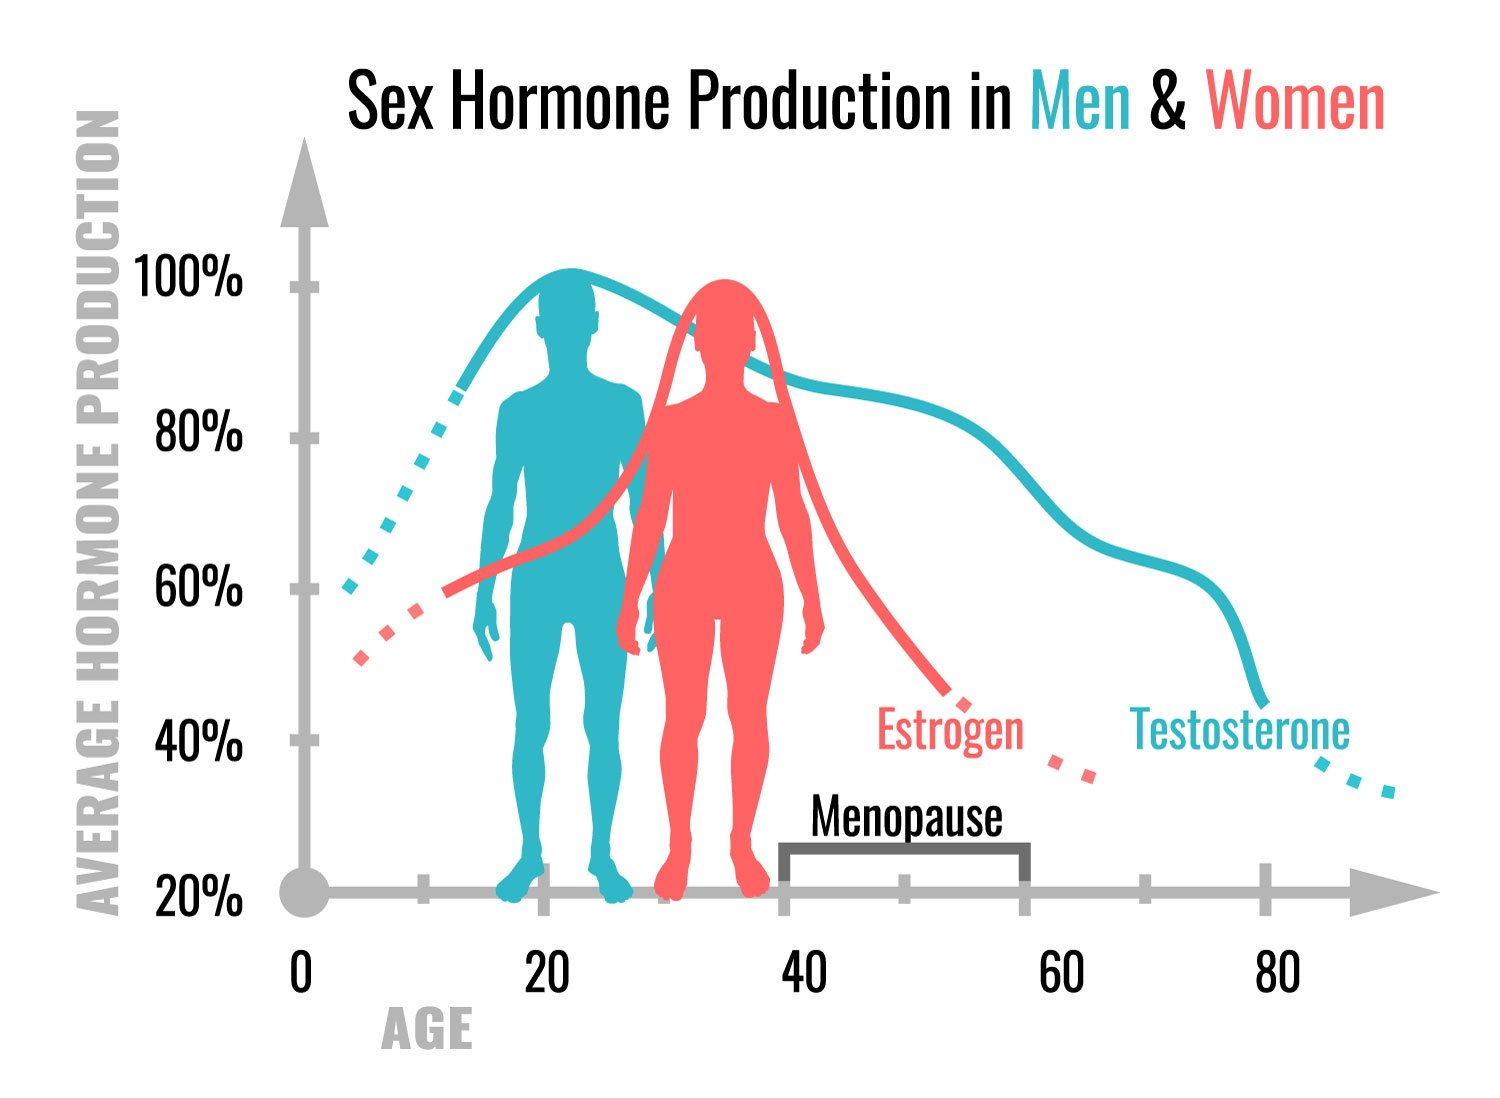 Sex Hormone Production in Men & Women
AVERAGE HORMONE PRODUCTION
100%
80%
60%
40%
20%
Estrogen
Testosterone
Menopause
0 20 40 60 80
AGE